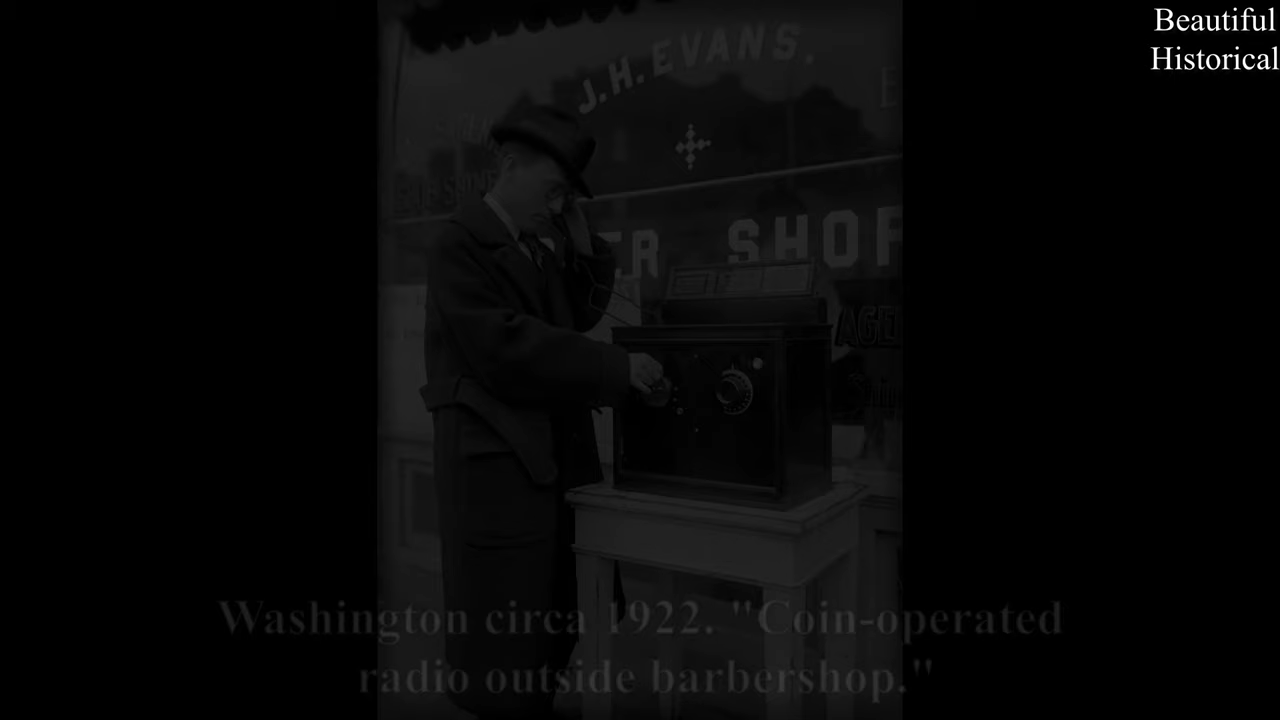 Beautiful
Historical
J.H. EVANS.
SHOP
Washington circa 1922. "Coin-operated
radio outside barbershop."